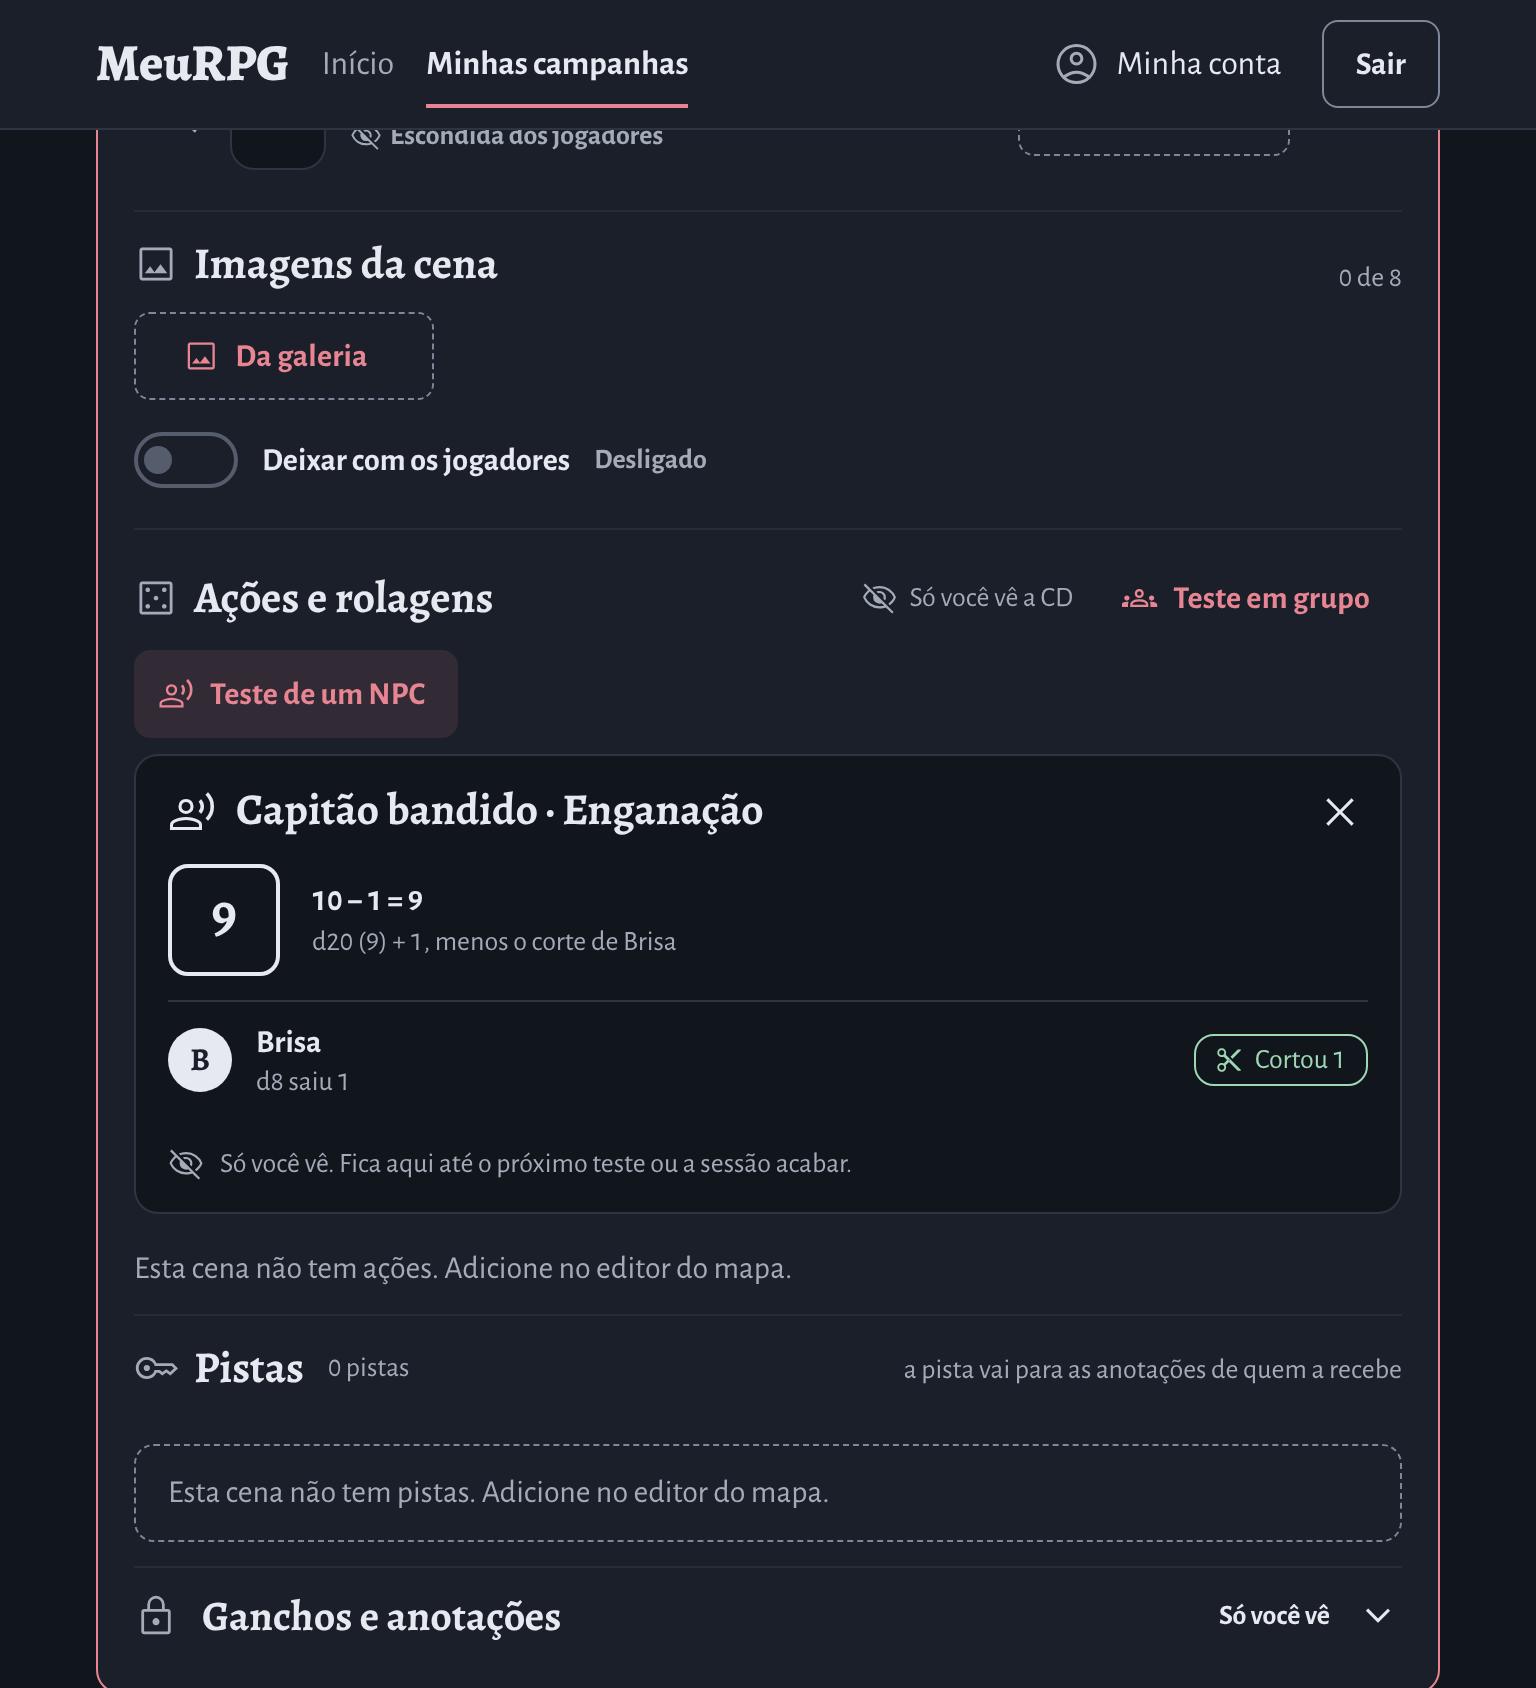 MeuRPG Início Minhas campanhas Minha conta Sair
Escondida dos jogadores
Imagens da cena 0 de 8
Da galeria
Deixar com os jogadores Desligado
Ações e rolagens Só você vê a CD Teste em grupo
Teste de um NPC
Capitão bandido · Enganação
9
10 – 1 = 9
d20 (9) + 1, menos o corte de Brisa
B
Brisa
d8 saiu 1
Cortou 1
Só você vê. Fica aqui até o próximo teste ou a sessão acabar.
Esta cena não tem ações. Adicione no editor do mapa.
Pistas 0 pistas a pista vai para as anotações de quem a recebe
Esta cena não tem pistas. Adicione no editor do mapa.
Ganchos e anotações Só você vê